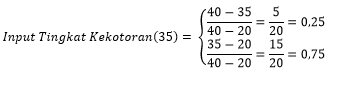 Input Tingkat Kekotoran(35) = { (40 − 35)/(40 − 20) = 5/20 = 0,25
(35 − 20)/(40 − 20) = 15/20 = 0,75